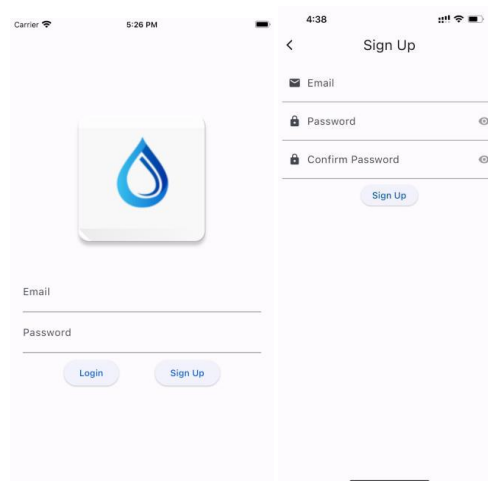 Carrier 5:26 PM
Email
Password
Login Sign Up
4:38
Sign Up
Email
Password
Confirm Password
Sign Up